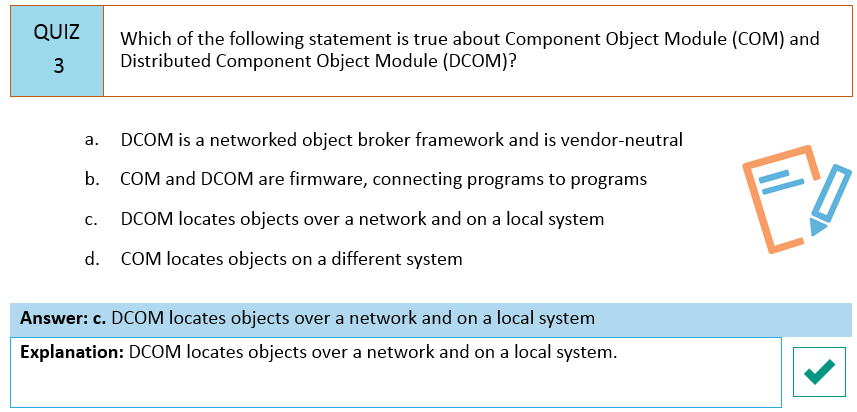 QUIZ
3
Which of the following statement is true about Component Object Module (COM) and
Distributed Component Object Module (DCOM)?
a. DCOM is a networked object broker framework and is vendor-neutral
b. COM and DCOM are firmware, connecting programs to programs
c. DCOM locates objects over a network and on a local system
d. COM locates objects on a different system
Answer: c. DCOM locates objects over a network and on a local system
Explanation: DCOM locates objects over a network and on a local system.